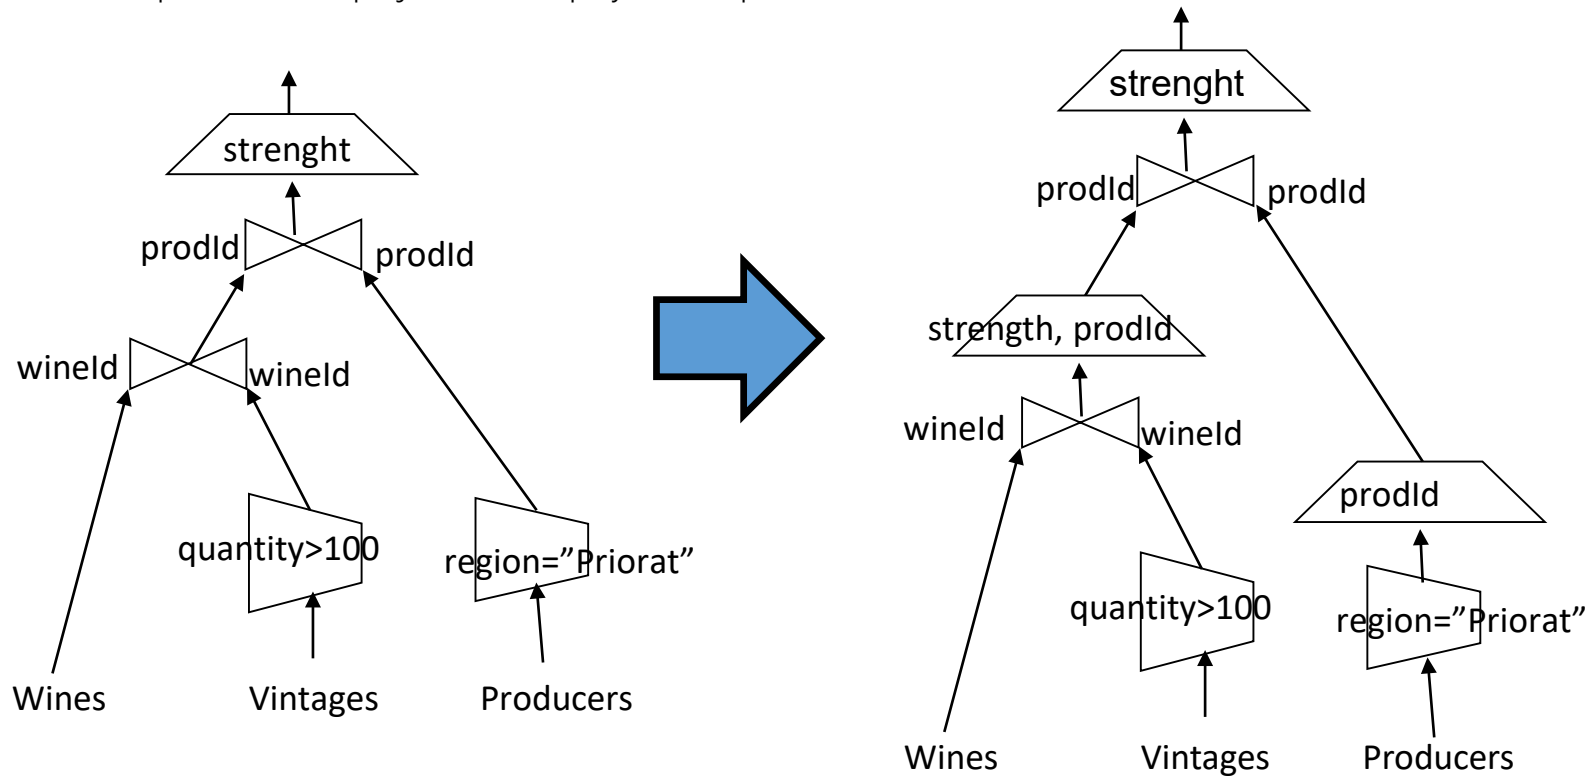 strenght
prodId
prodId
wineId
wineId
quantity>100
region=”Priorat”
Wines
Vintages
Producers
strenght
prodId
prodId
strength, prodId
wineId
wineId
prodId
quantity>100
region=”Priorat”
Wines
Vintages
Producers